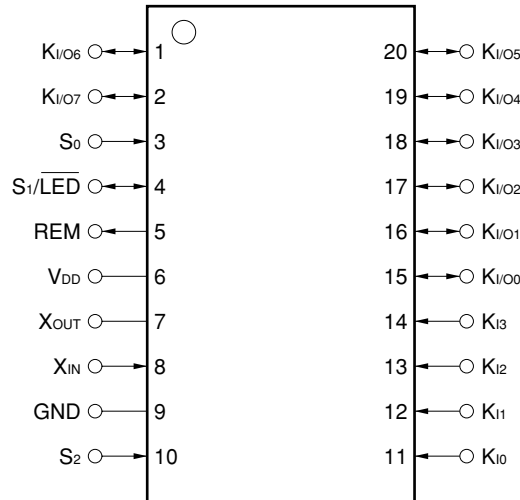 KI/O6 1 20 KI/O5
KI/O7 2 19 KI/O4
S0 3 18 KI/O3
S1/LED 4 17 KI/O2
REM 5 16 KI/O1
VDD 6 15 KI/O0
XOUT 7 14 KI3
XIN 8 13 KI2
GND 9 12 KI1
S2 10 11 KI0